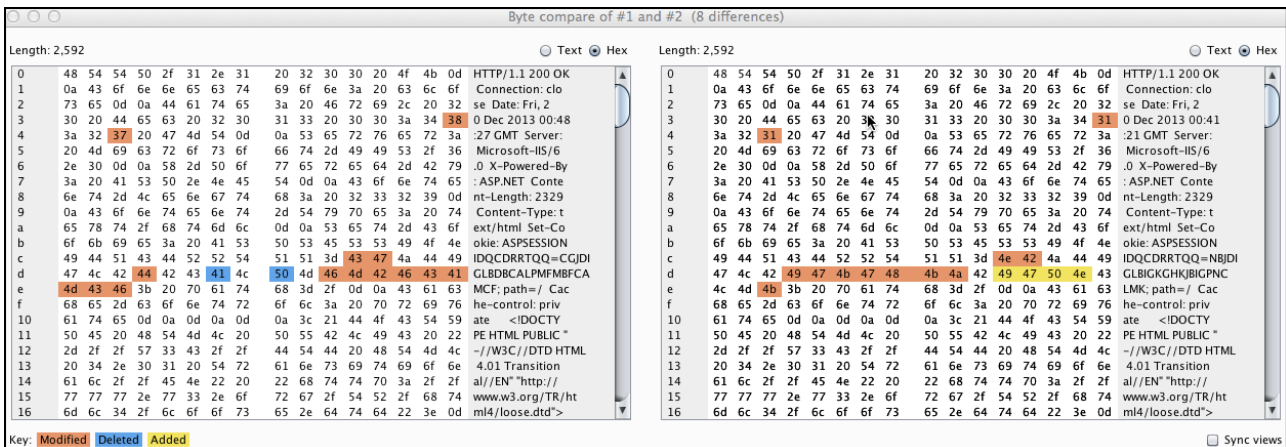 Byte compare of #1 and #2 (8 differences)
Length: 2,592
Text Hex
0 48 54 54 50 2f 31 2e 31 20 32 30 30 20 4f 4b 0d HTTP/1.1 200 OK
1 0a 43 6f 6e 6e 65 63 74 69 6f 6e 3a 20 63 6c 6f Connection: clo
2 73 65 0d 0a 44 61 74 65 3a 20 46 72 69 2c 20 32 se Date: Fri, 2
3 30 20 44 65 63 20 32 30 31 33 20 30 30 3a 34 38 0 Dec 2013 00:48
4 3a 32 37 20 47 4d 54 0d 0a 53 65 72 76 65 72 3a :27 GMT Server:
5 20 4d 69 63 72 6f 73 6f 66 74 2d 49 49 53 2f 36 Microsoft-IIS/6
6 2e 30 0d 0a 58 2d 50 6f 77 65 72 65 64 2d 42 79 .0 X-Powered-By
7 3a 20 41 53 50 2e 4e 45 54 0d 0a 43 6f 6e 74 65 : ASP.NET Conte
8 6e 74 2d 4c 65 6e 67 74 68 3a 20 32 33 32 39 0d nt-Length: 2329
9 0a 43 6f 6e 74 65 6e 74 2d 54 79 70 65 3a 20 74 Content-Type: t
a 65 78 74 2f 68 74 6d 6c 0d 0a 53 65 74 2d 43 6f ext/html Set-Co
b 6f 6b 69 65 3a 20 41 53 50 53 45 53 53 49 4f 4e okie: ASPSESSION
c 49 44 51 43 44 52 52 54 51 51 3d 43 47 4a 44 49 IDQCDRRTQQ=CGJDI
d 47 4c 42 44 42 43 41 4c 50 4d 46 4d 42 46 43 41 GLBDBCALPMFMBFCA
e 4d 43 46 3b 20 70 61 74 68 3d 2f 0d 0a 43 61 63 MCF; path=/ Cac
f 68 65 2d 63 6f 6e 74 72 6f 6c 3a 20 70 72 69 76 he-control: priv
10 61 74 65 0d 0a 0d 0a 0d 0a 3c 21 44 4f 43 54 59 ate <!DOCTY
11 50 45 20 48 54 4d 4c 20 50 55 42 4c 49 43 20 22 PE HTML PUBLIC "
12 2d 2f 2f 57 33 43 2f 2f 44 54 44 20 48 54 4d 4c -//W3C//DTD HTML
13 20 34 2e 30 31 20 54 72 61 6e 73 69 74 69 6f 6e 4.01 Transition
14 61 6c 2f 2f 45 4e 22 20 22 68 74 74 70 3a 2f 2f al//EN" "http://
15 77 77 77 2e 77 33 2e 6f 72 67 2f 54 52 2f 68 74 www.w3.org/TR/ht
16 6d 6c 34 2f 6c 6f 6f 73 65 2e 64 74 64 22 3e 0d ml4/loose.dtd">
Length: 2,592
Text Hex
0 48 54 54 50 2f 31 2e 31 20 32 30 30 20 4f 4b 0d HTTP/1.1 200 OK
1 0a 43 6f 6e 6e 65 63 74 69 6f 6e 3a 20 63 6c 6f Connection: clo
2 73 65 0d 0a 44 61 74 65 3a 20 46 72 69 2c 20 32 se Date: Fri, 2
3 30 20 44 65 63 20 30 31 33 20 30 30 3a 34 31 0 Dec 2013 00:41
4 3a 32 31 20 47 4d 54 0d 0a 53 65 72 76 65 72 3a :21 GMT Server:
5 20 4d 69 63 72 6f 73 6f 66 74 2d 49 49 53 2f 36 Microsoft-IIS/6
6 2e 30 0d 0a 58 2d 50 6f 77 65 72 65 64 2d 42 79 .0 X-Powered-By
7 3a 20 41 53 50 2e 4e 45 54 0d 0a 43 6f 6e 74 65 : ASP.NET Conte
8 6e 74 2d 4c 65 6e 67 74 68 3a 20 32 33 32 39 0d nt-Length: 2329
9 0a 43 6f 6e 74 65 6e 74 2d 54 79 70 65 3a 20 74 Content-Type: t
a 65 78 74 2f 68 74 6d 6c 0d 0a 53 65 74 2d 43 6f ext/html Set-Co
b 6f 6b 69 65 3a 20 41 53 50 53 45 53 53 49 4f 4e okie: ASPSESSION
c 49 44 51 43 44 52 52 54 51 51 3d 4e 42 4a 44 49 IDQCDRRTQQ=NBJDI
d 47 4c 42 49 47 4b 47 48 4b 4a 42 49 47 50 4e 43 GLBIGKGHKJBIGPNC
e 4c 4d 4b 3b 20 70 61 74 68 3d 2f 0d 0a 43 61 63 LMK; path=/ Cac
f 68 65 2d 63 6f 6e 74 72 6f 6c 3a 20 70 72 69 76 he-control: priv
10 61 74 65 0d 0a 0d 0a 0d 0a 3c 21 44 4f 43 54 59 ate <!DOCTY
11 50 45 20 48 54 4d 4c 20 50 55 42 4c 49 43 20 22 PE HTML PUBLIC "
12 2d 2f 2f 57 33 43 2f 2f 44 54 44 20 48 54 4d 4c -//W3C//DTD HTML
13 20 34 2e 30 31 20 54 72 61 6e 73 69 74 69 6f 6e 4.01 Transition
14 61 6c 2f 2f 45 4e 22 20 22 68 74 74 70 3a 2f 2f al//EN" "http://
15 77 77 77 2e 77 33 2e 6f 72 67 2f 54 52 2f 68 74 www.w3.org/TR/ht
16 6d 6c 34 2f 6c 6f 6f 73 65 2e 64 74 64 22 3e 0d ml4/loose.dtd">
Key: Modified Deleted Added
Sync views